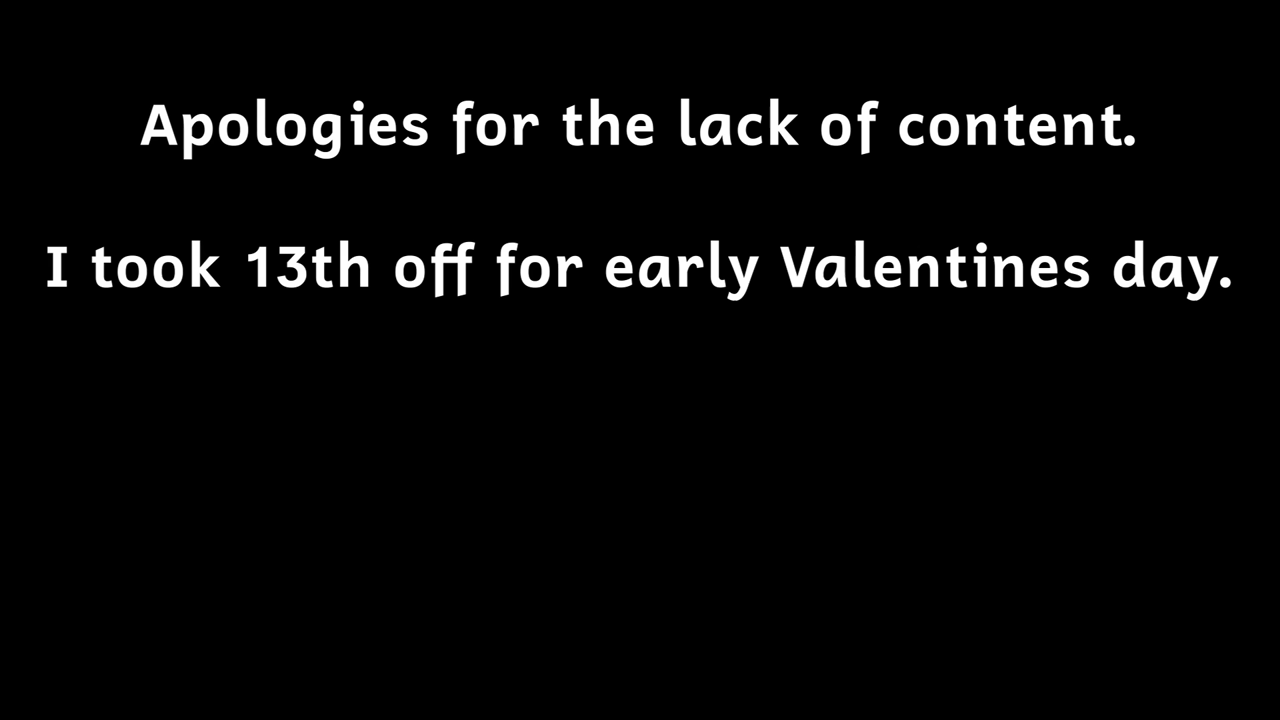 Apologies for the lack of content.
I took 13th off for early Valentines day.